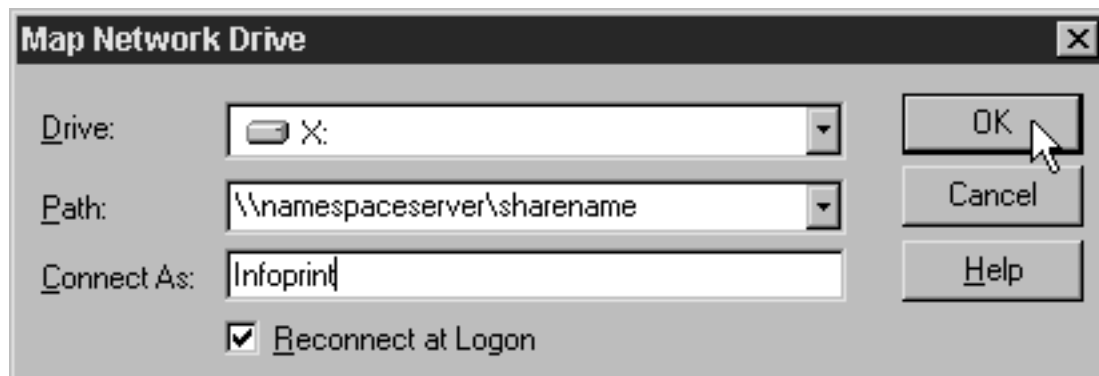 Map Network Drive
Drive: X: OK
Path: \\namespaceserver\sharename Cancel
Connect As: Infoprint Help
Reconnect at Logon